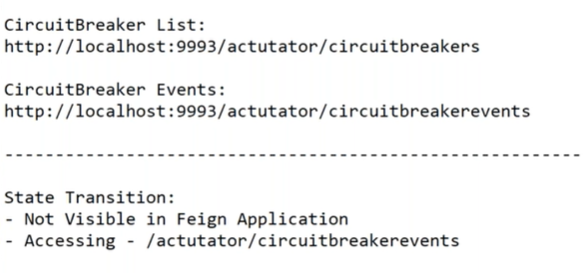 CircuitBreaker List:
http://localhost:9993/actutator/circuitbreakers
CircuitBreaker Events:
http://localhost:9993/actutator/circuitbreakerevents
-------------------------------------------------------
State Transition:
- Not Visible in Feign Application
- Accessing - /actutator/circuitbreakerevents